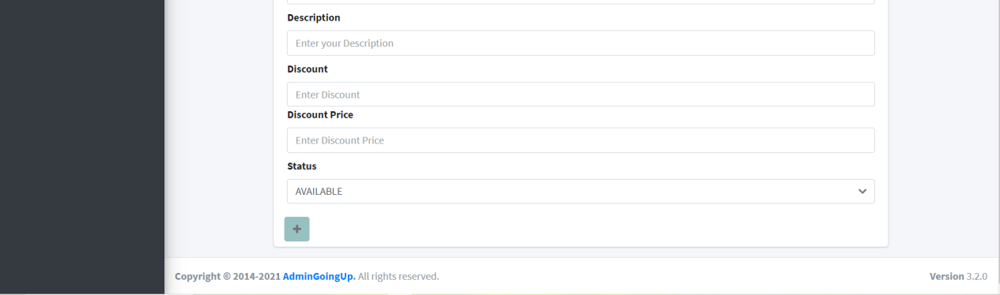 Description
Enter your Description
Discount
Enter Discount
Discount Price
Enter Discount Price
Status
AVAILABLE
+
Copyright © 2014-2021 AdminGoingUp. All rights reserved.
Version 3.2.0